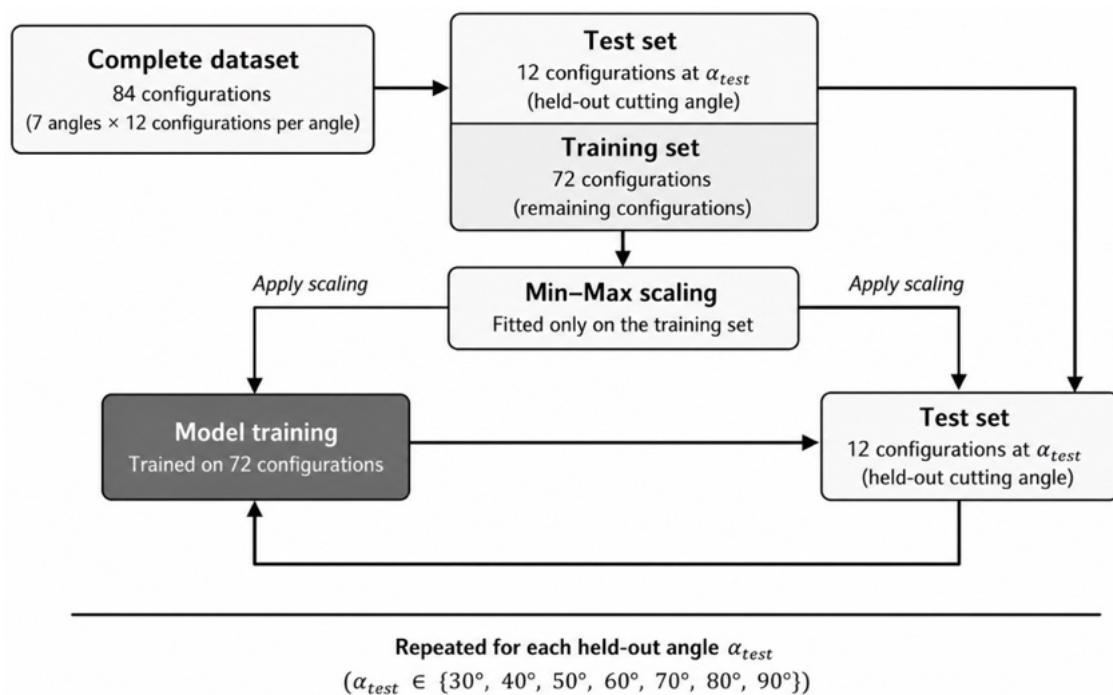 Complete dataset
84 configurations
(7 angles × 12 configurations per angle)
Test set
12 configurations at α_test
(held-out cutting angle)
Training set
72 configurations
(remaining configurations)
Apply scaling
Min–Max scaling
Fitted only on the training set
Apply scaling
Model training
Trained on 72 configurations
Test set
12 configurations at α_test
(held-out cutting angle)
Repeated for each held-out angle α_test
(α_test ∈ {30°, 40°, 50°, 60°, 70°, 80°, 90°})